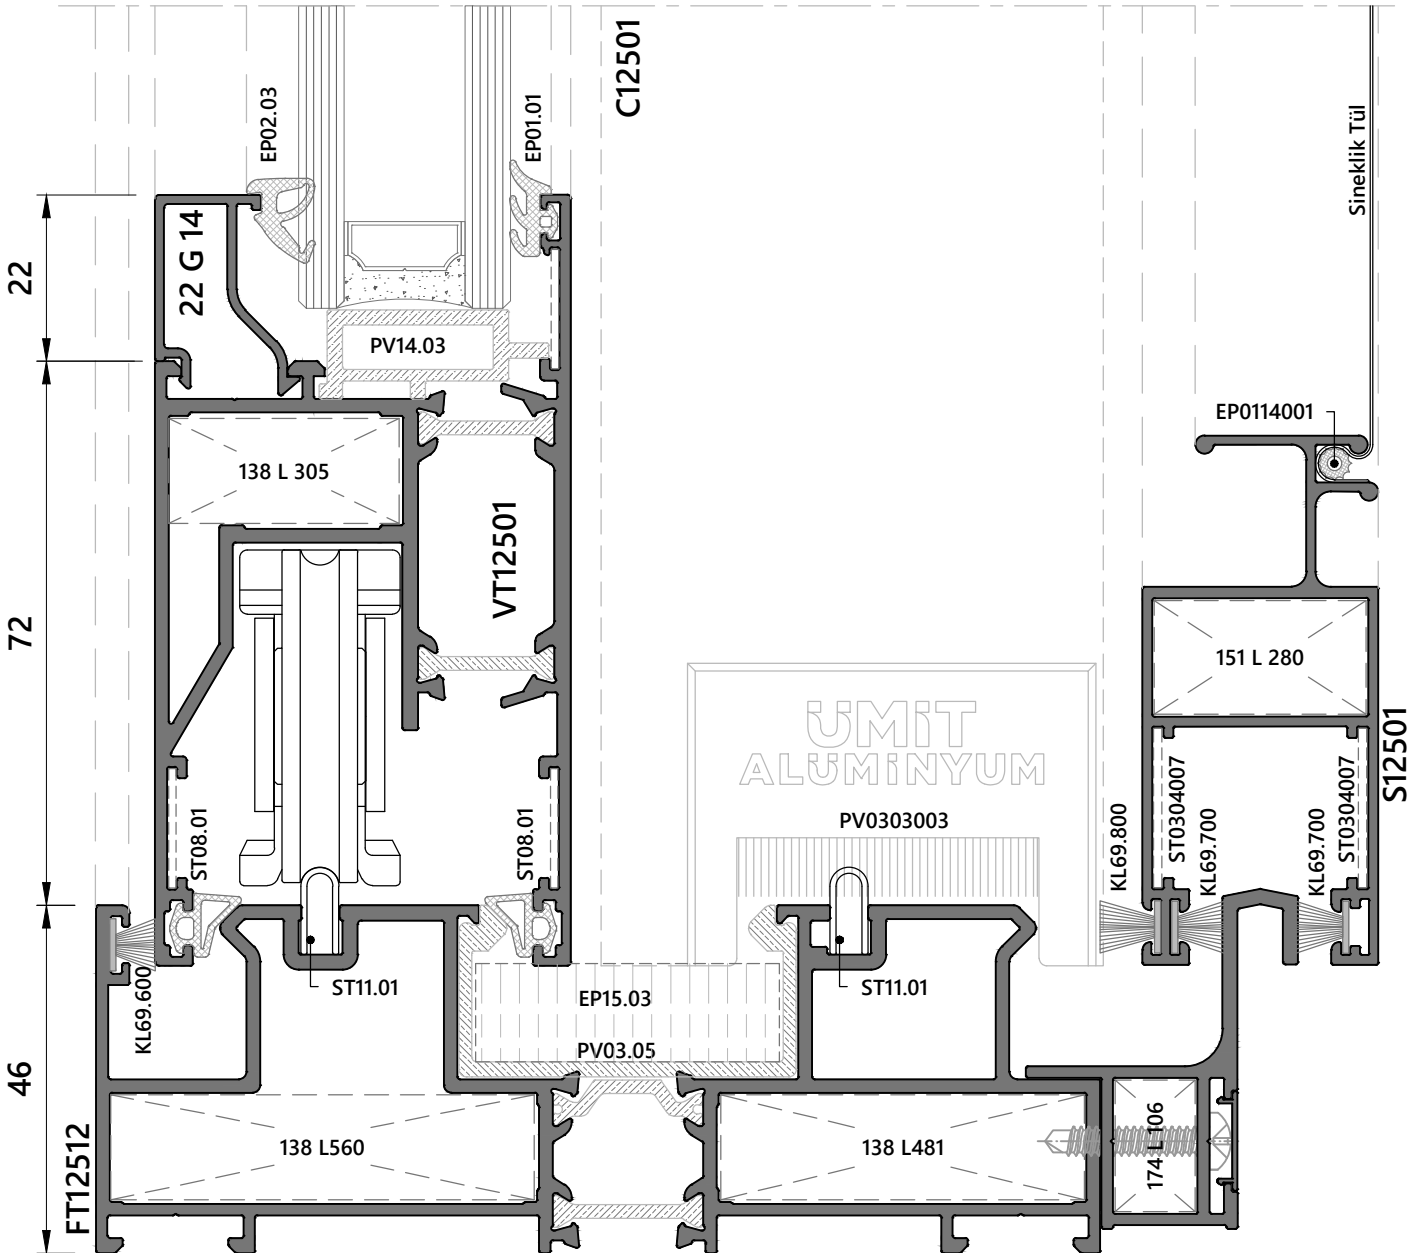 C12501
EP02.03
EP01.01
Sineklik Tül
22
22 G 14
PV14.03
EP0114001
138 L 305
VT12501
72
151 L 280
ÜMİT
ALÜMİNYUM
S12501
PV0303003
ST08.01
ST08.01
KL69.800
ST0304007
KL69.700
KL69.700
ST0304007
ST11.01
ST11.01
EP15.03
KL69.600
PV03.05
46
FT12512
138 L560
138 L481
174 L 106